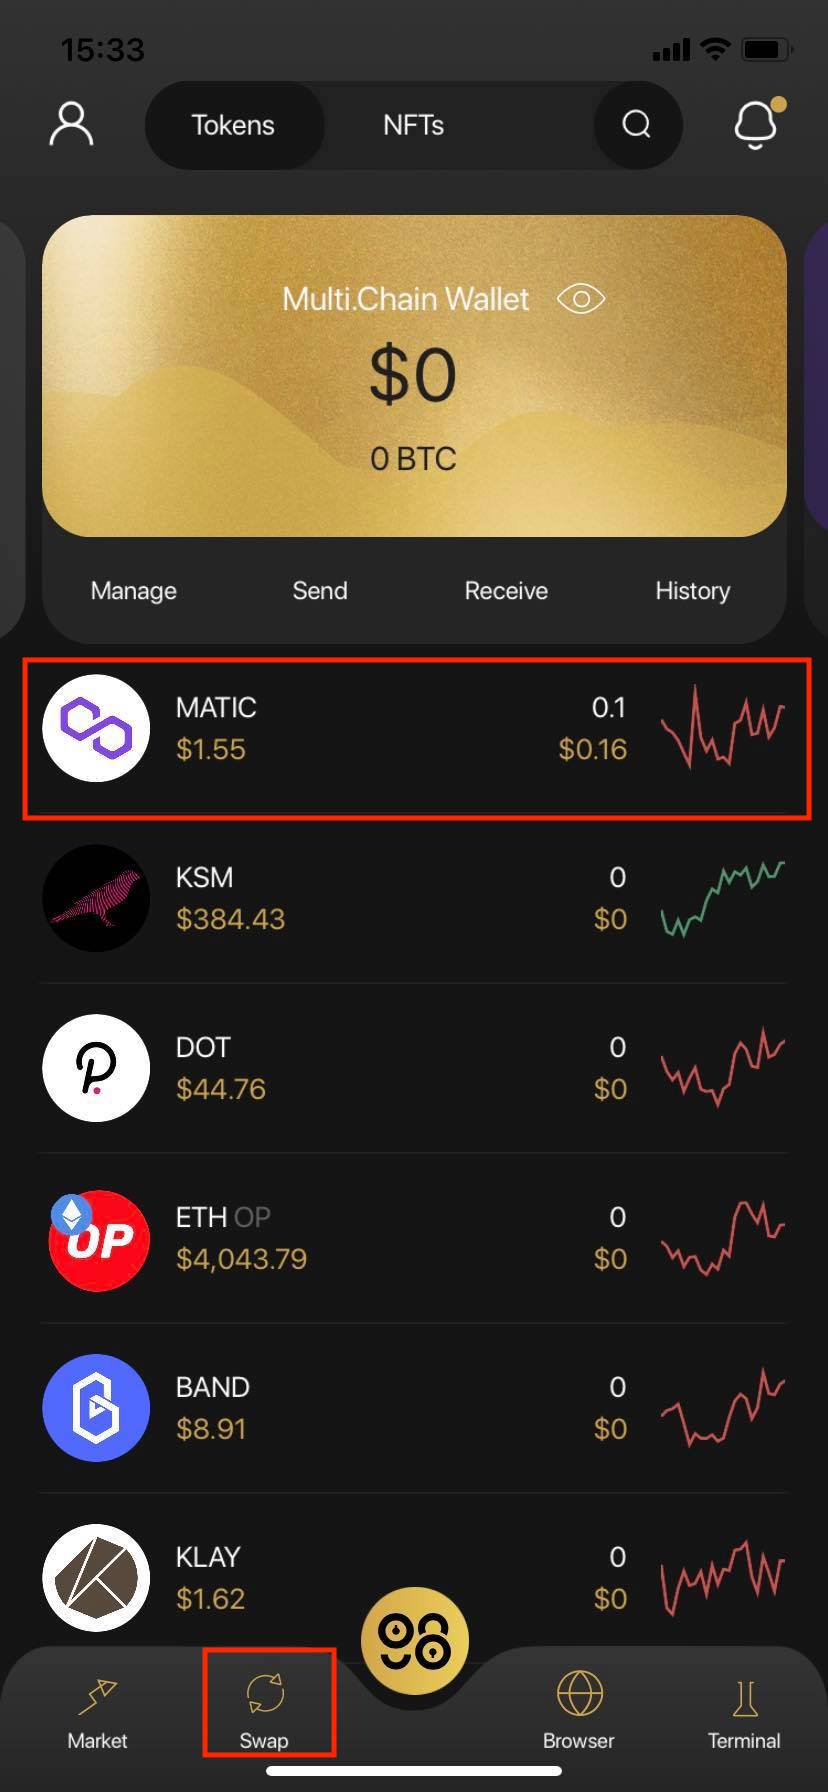 15:33
Tokens NFTs
Multi.Chain Wallet
$0
0 BTC
Manage Send Receive History
MATIC 0.1
$1.55 $0.16
KSM 0
$384.43 $0
DOT 0
$44.76 $0
OP
ETH OP 0
$4,043.79 $0
BAND 0
$8.91 $0
KLAY 0
$1.62 $0
98
Market Swap Browser Terminal